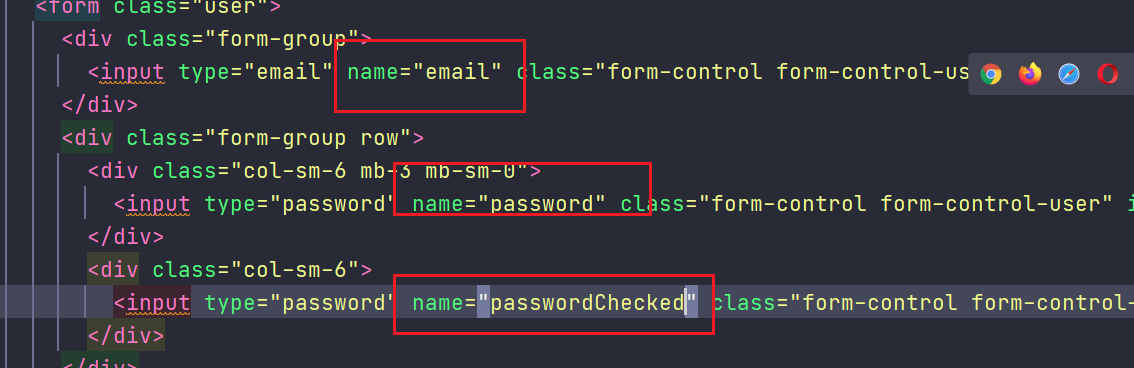 <form class="user">
<div class="form-group">
<input type="email" name="email" class="form-control form-control-us
</div>
<div class="form-group row">
<div class="col-sm-6 mb-3 mb-sm-0">
<input type="password" name="password" class="form-control form-control-user" i
</div>
<div class="col-sm-6">
<input type="password" name="passwordChecked" class="form-control form-control-
</div>
</div>